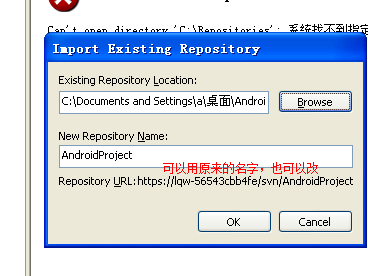 Can't open directory 'C:\Repositories': 系统找不到指定
Import Existing Repository
Existing Repository Location:
C:\Documents and Settings\a\桌面\Androi
Browse
New Repository Name:
AndroidProject
可以用原来的名字，也可以改
Repository URL: https://lqw-56543cbb4fe/svn/AndroidProject
OK
Cancel